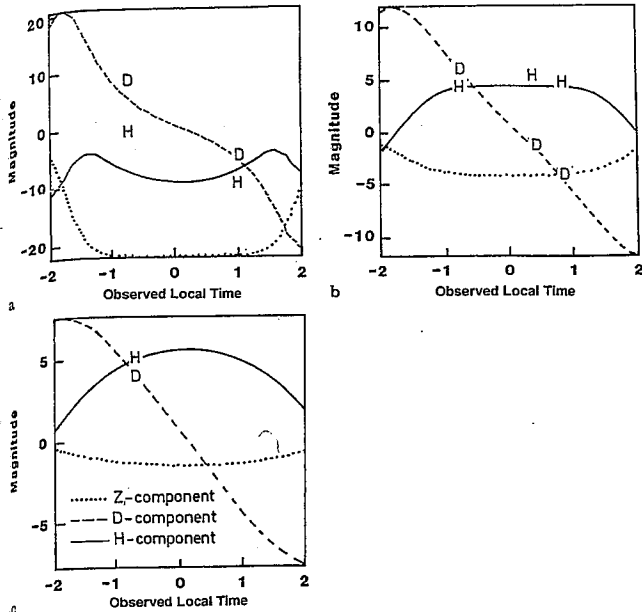 20
10
0
-10
-20
Magnitude
D
H
D
H
-2 -1 0 1 2
Observed Local Time
a
10
5
0
-5
-10
Magnitude
D
H
H
H
D
D
-2 -1 0 1 2
Observed Local Time
b
5
0
-5
Magnitude
H
D
Z-component
D-component
H-component
-2 -1 0 1 2
Observed Local Time
c